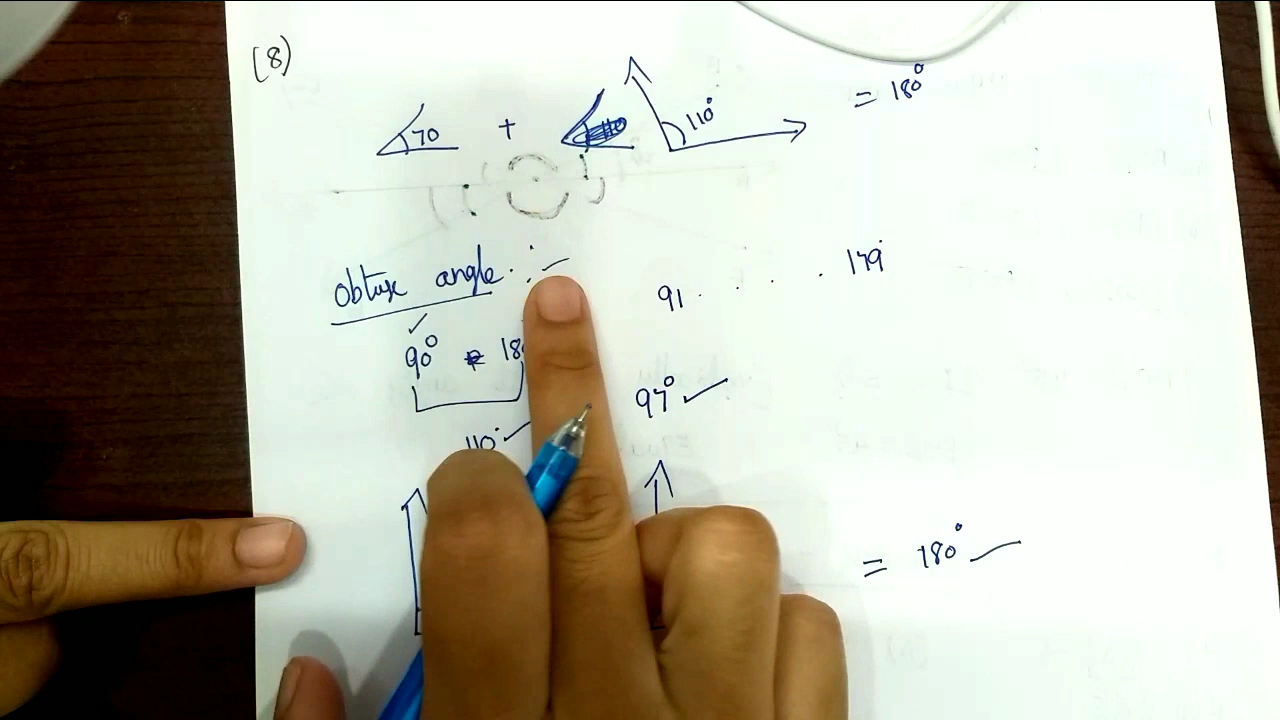 (8)
70 + 110° = 180°
Obtuse angle :-
91 . . . . . 179°
90° 18
97°
110°
= 180°